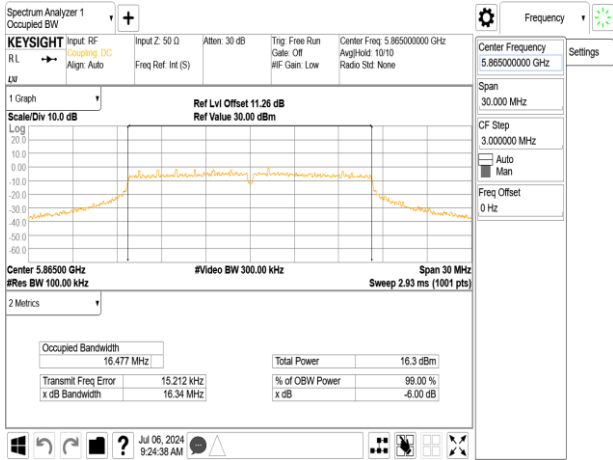 Spectrum Analyzer 1
Occupied BW
KEYSIGHT
RL
Input: RF
Coupling: DC
Align: Auto
Input Z: 50 Ω
Freq Ref: Int (S)
Atten: 30 dB
Trig: Free Run
Gate: Off
#IF Gain: Low
Center Freq: 5.865000000 GHz
Avg|Hold: 10/10
Radio Std: None
Frequency
Settings
Center Frequency
5.865000000 GHz
Span
30.000 MHz
CF Step
3.000000 MHz
Auto
Man
Freq Offset
0 Hz
1 Graph
Scale/Div 10.0 dB
Ref Lvl Offset 11.26 dB
Ref Value 30.00 dBm
Log
20.0
10.0
0.00
-10.0
-20.0
-30.0
-40.0
-50.0
-60.0
Center 5.86500 GHz
#Res BW 100.00 kHz
#Video BW 300.00 kHz
Span 30 MHz
Sweep 2.93 ms (1001 pts)
2 Metrics
Occupied Bandwidth
16.477 MHz
Transmit Freq Error 15.212 kHz
x dB Bandwidth 16.34 MHz
Total Power 16.3 dBm
% of OBW Power 99.00 %
x dB -6.00 dB
?
Jul 06, 2024
9:24:38 AM